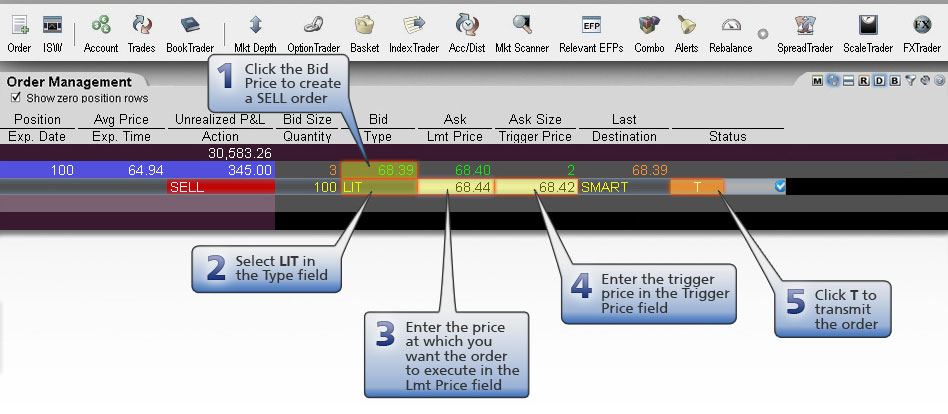 Order ISW Account Trades BookTrader Mkt Depth OptionTrader Basket IndexTrader Acc/Dist Mkt Scanner EFP Relevant EFPs Combo Alerts Rebalance SpreadTrader ScaleTrader FX FXTrader
Order Management
M R D B
Show zero position rows
1 Click the Bid
Price to create
a SELL order
Position Avg Price Unrealized P&L Bid Size Bid Ask Ask Size Last
Exp. Date Exp. Time Action Quantity Type Lmt Price Trigger Price Destination Status
30,583.26
100 64.94 345.00 3 68.39 68.40 2 68.39
SELL 100 LIT 68.44 68.42 SMART T
2 Select LIT in
the Type field
3 Enter the price
at which you
want the order
to execute in the
Lmt Price field
4 Enter the trigger
price in the Trigger
Price field
5 Click T to
transmit
the order